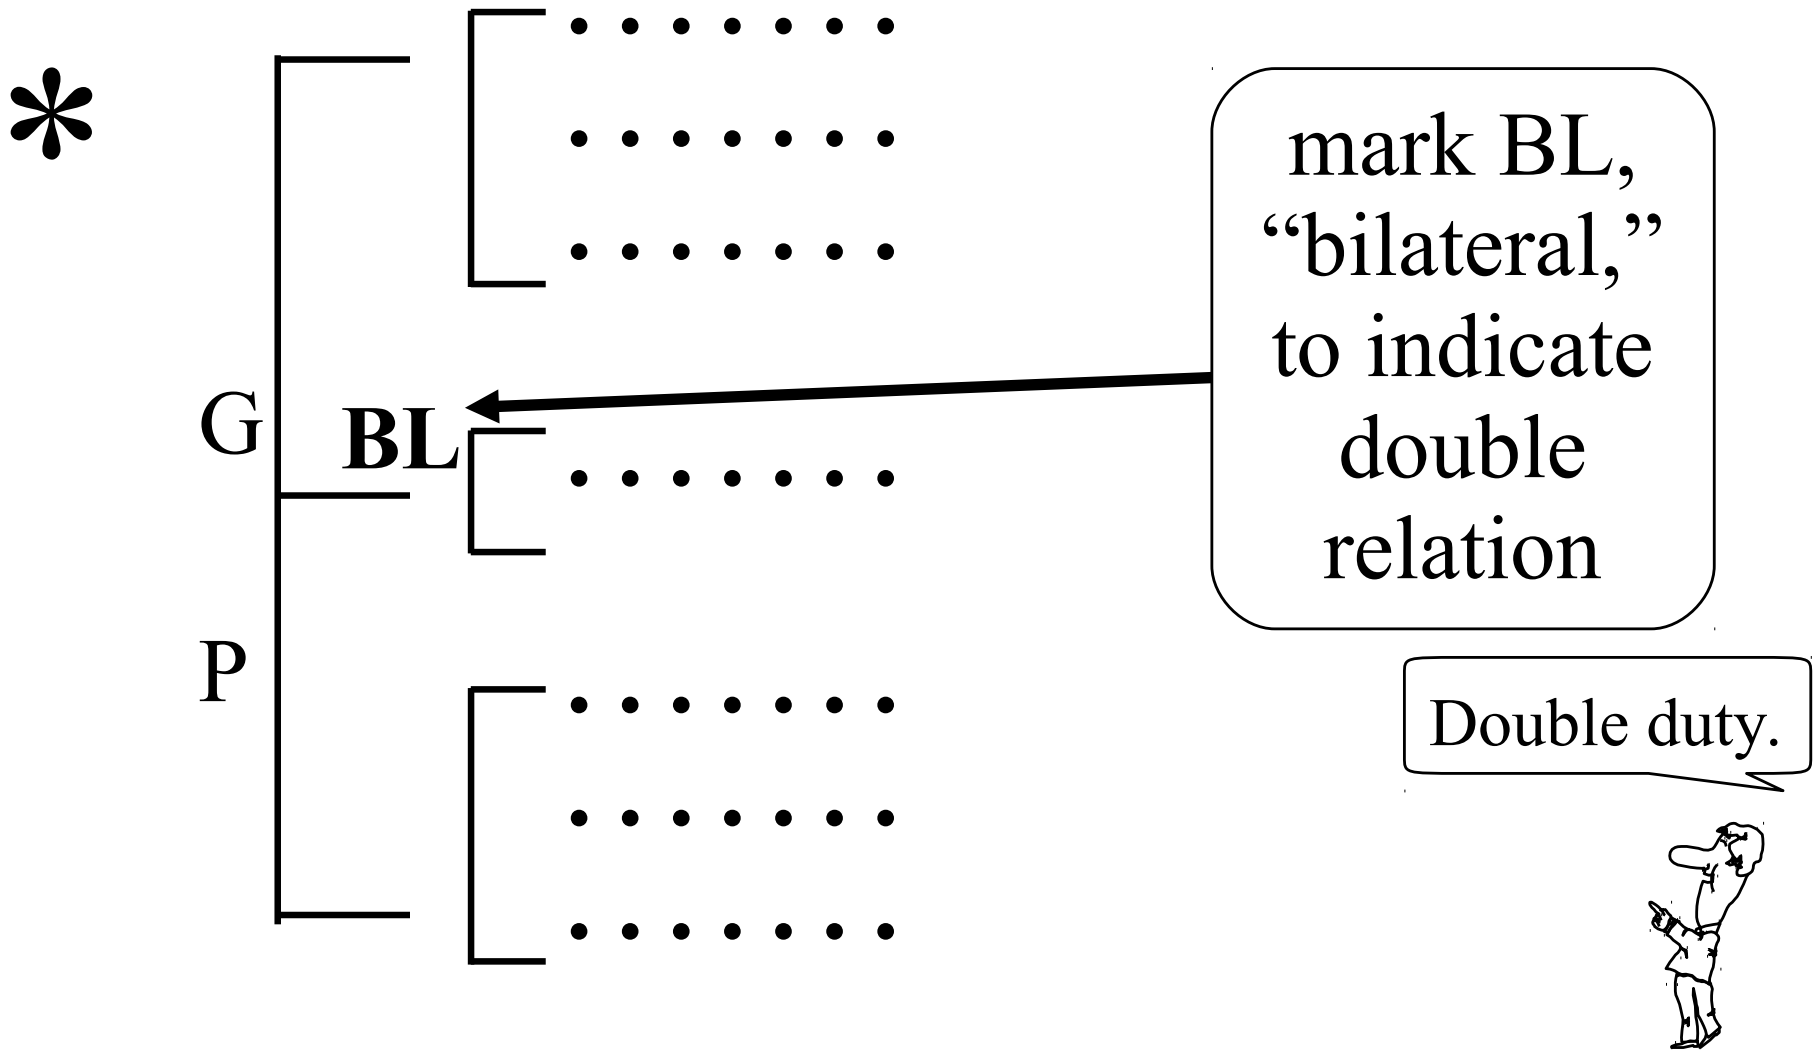 *
mark BL,
“bilateral,”
to indicate
double
relation
G
BL
P
Double duty.